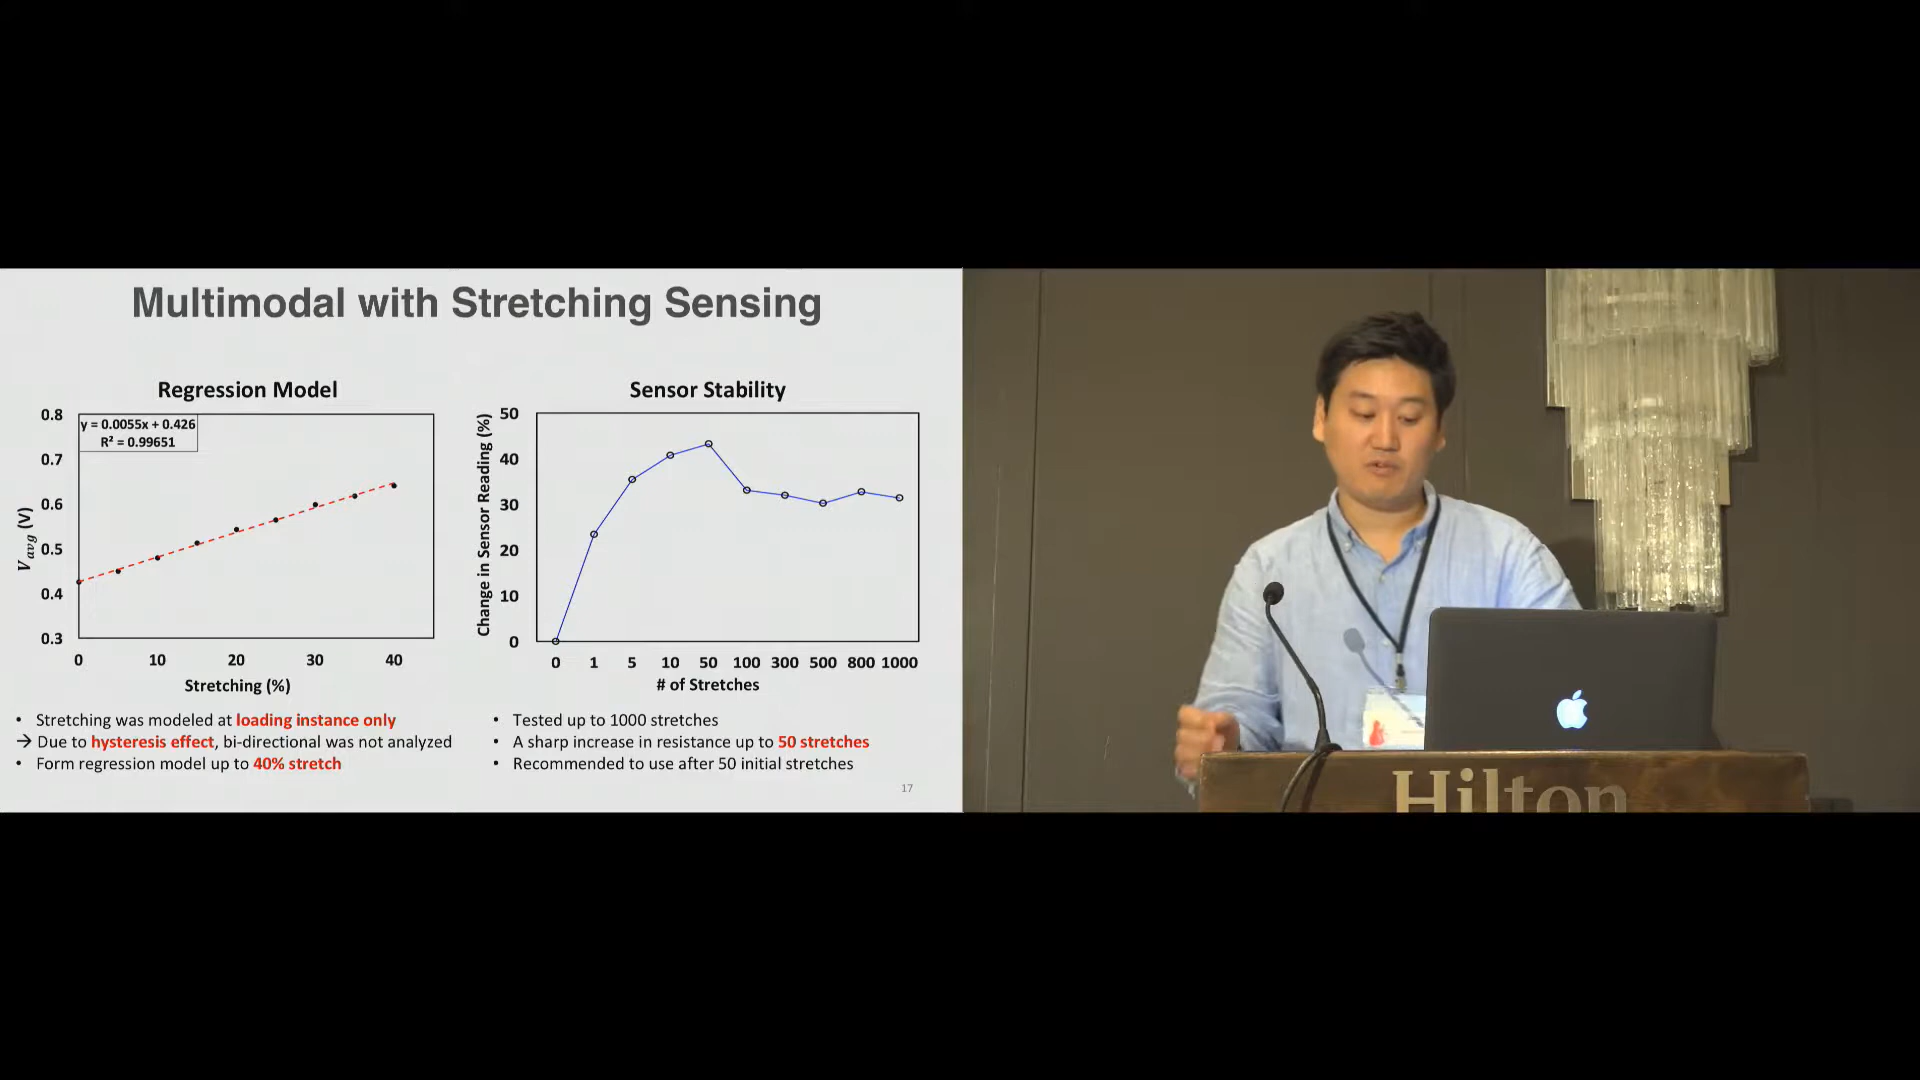 Multimodal with Stretching Sensing
Regression Model
y = 0.0055x + 0.426
R² = 0.99651
0.8
0.7
0.6
0.5
0.4
0.3
V_avg (V)
0 10 20 30 40
Stretching (%)
• Stretching was modeled at loading instance only
→ Due to hysteresis effect, bi-directional was not analyzed
• Form regression model up to 40% stretch
Sensor Stability
50
40
30
20
10
0
Change in Sensor Reading (%)
0 1 5 10 50 100 300 500 800 1000
# of Stretches
• Tested up to 1000 stretches
• A sharp increase in resistance up to 50 stretches
• Recommended to use after 50 initial stretches
17
Hilton